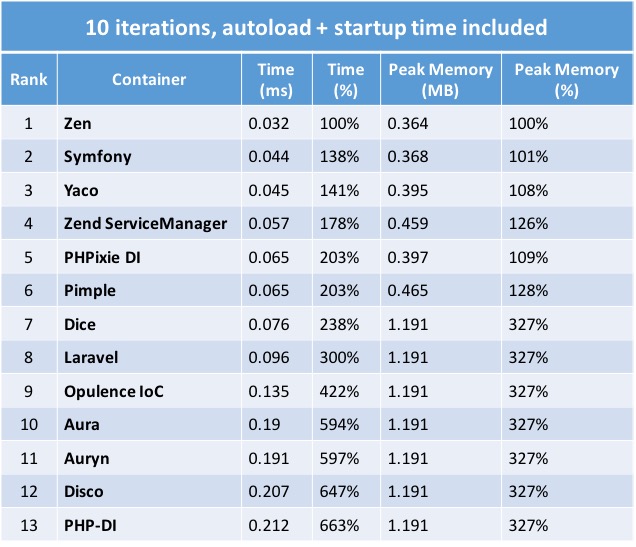 10 iterations, autoload + startup time included
Rank Container Time (ms) Time (%) Peak Memory (MB) Peak Memory (%)
1 Zen 0.032 100% 0.364 100%
2 Symfony 0.044 138% 0.368 101%
3 Yaco 0.045 141% 0.395 108%
4 Zend ServiceManager 0.057 178% 0.459 126%
5 PHPixie DI 0.065 203% 0.397 109%
6 Pimple 0.065 203% 0.465 128%
7 Dice 0.076 238% 1.191 327%
8 Laravel 0.096 300% 1.191 327%
9 Opulence IoC 0.135 422% 1.191 327%
10 Aura 0.19 594% 1.191 327%
11 Auryn 0.191 597% 1.191 327%
12 Disco 0.207 647% 1.191 327%
13 PHP-DI 0.212 663% 1.191 327%